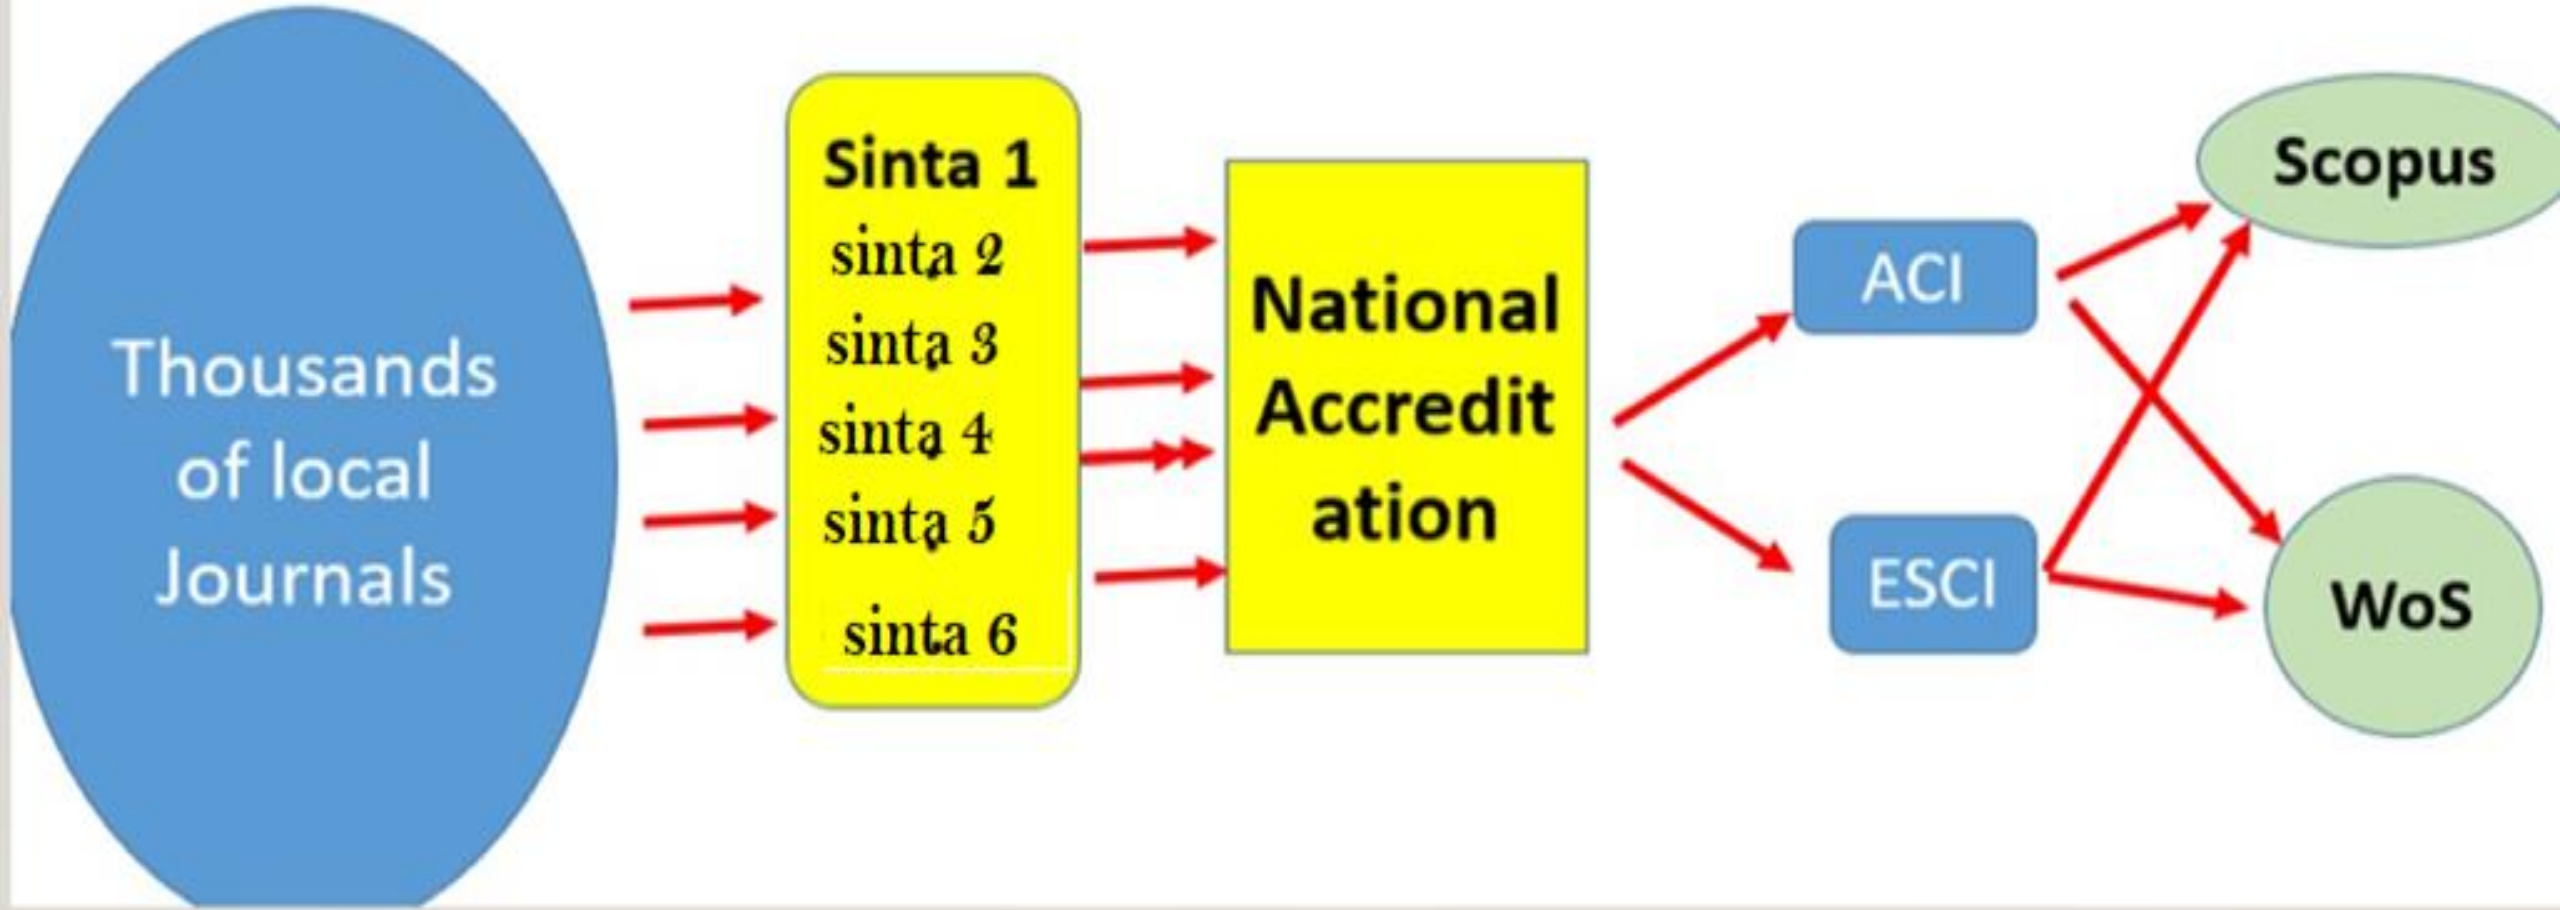 Thousands
of local
Journals
Sinta 1
sinta 2
sinta 3
sinta 4
sinta 5
sinta 6
National
Accredit
ation
ACI
ESCI
Scopus
WoS